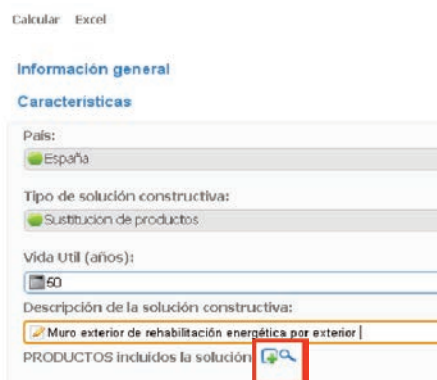 Calcular Excel
Información general
Características
País:
España
Tipo de solución constructiva:
Sustitucion de productos
Vida Util (años):
50
Descripción de la solución constructiva:
Muro exterior de rehabilitación energética por exterior
PRODUCTOS incluidos la solución